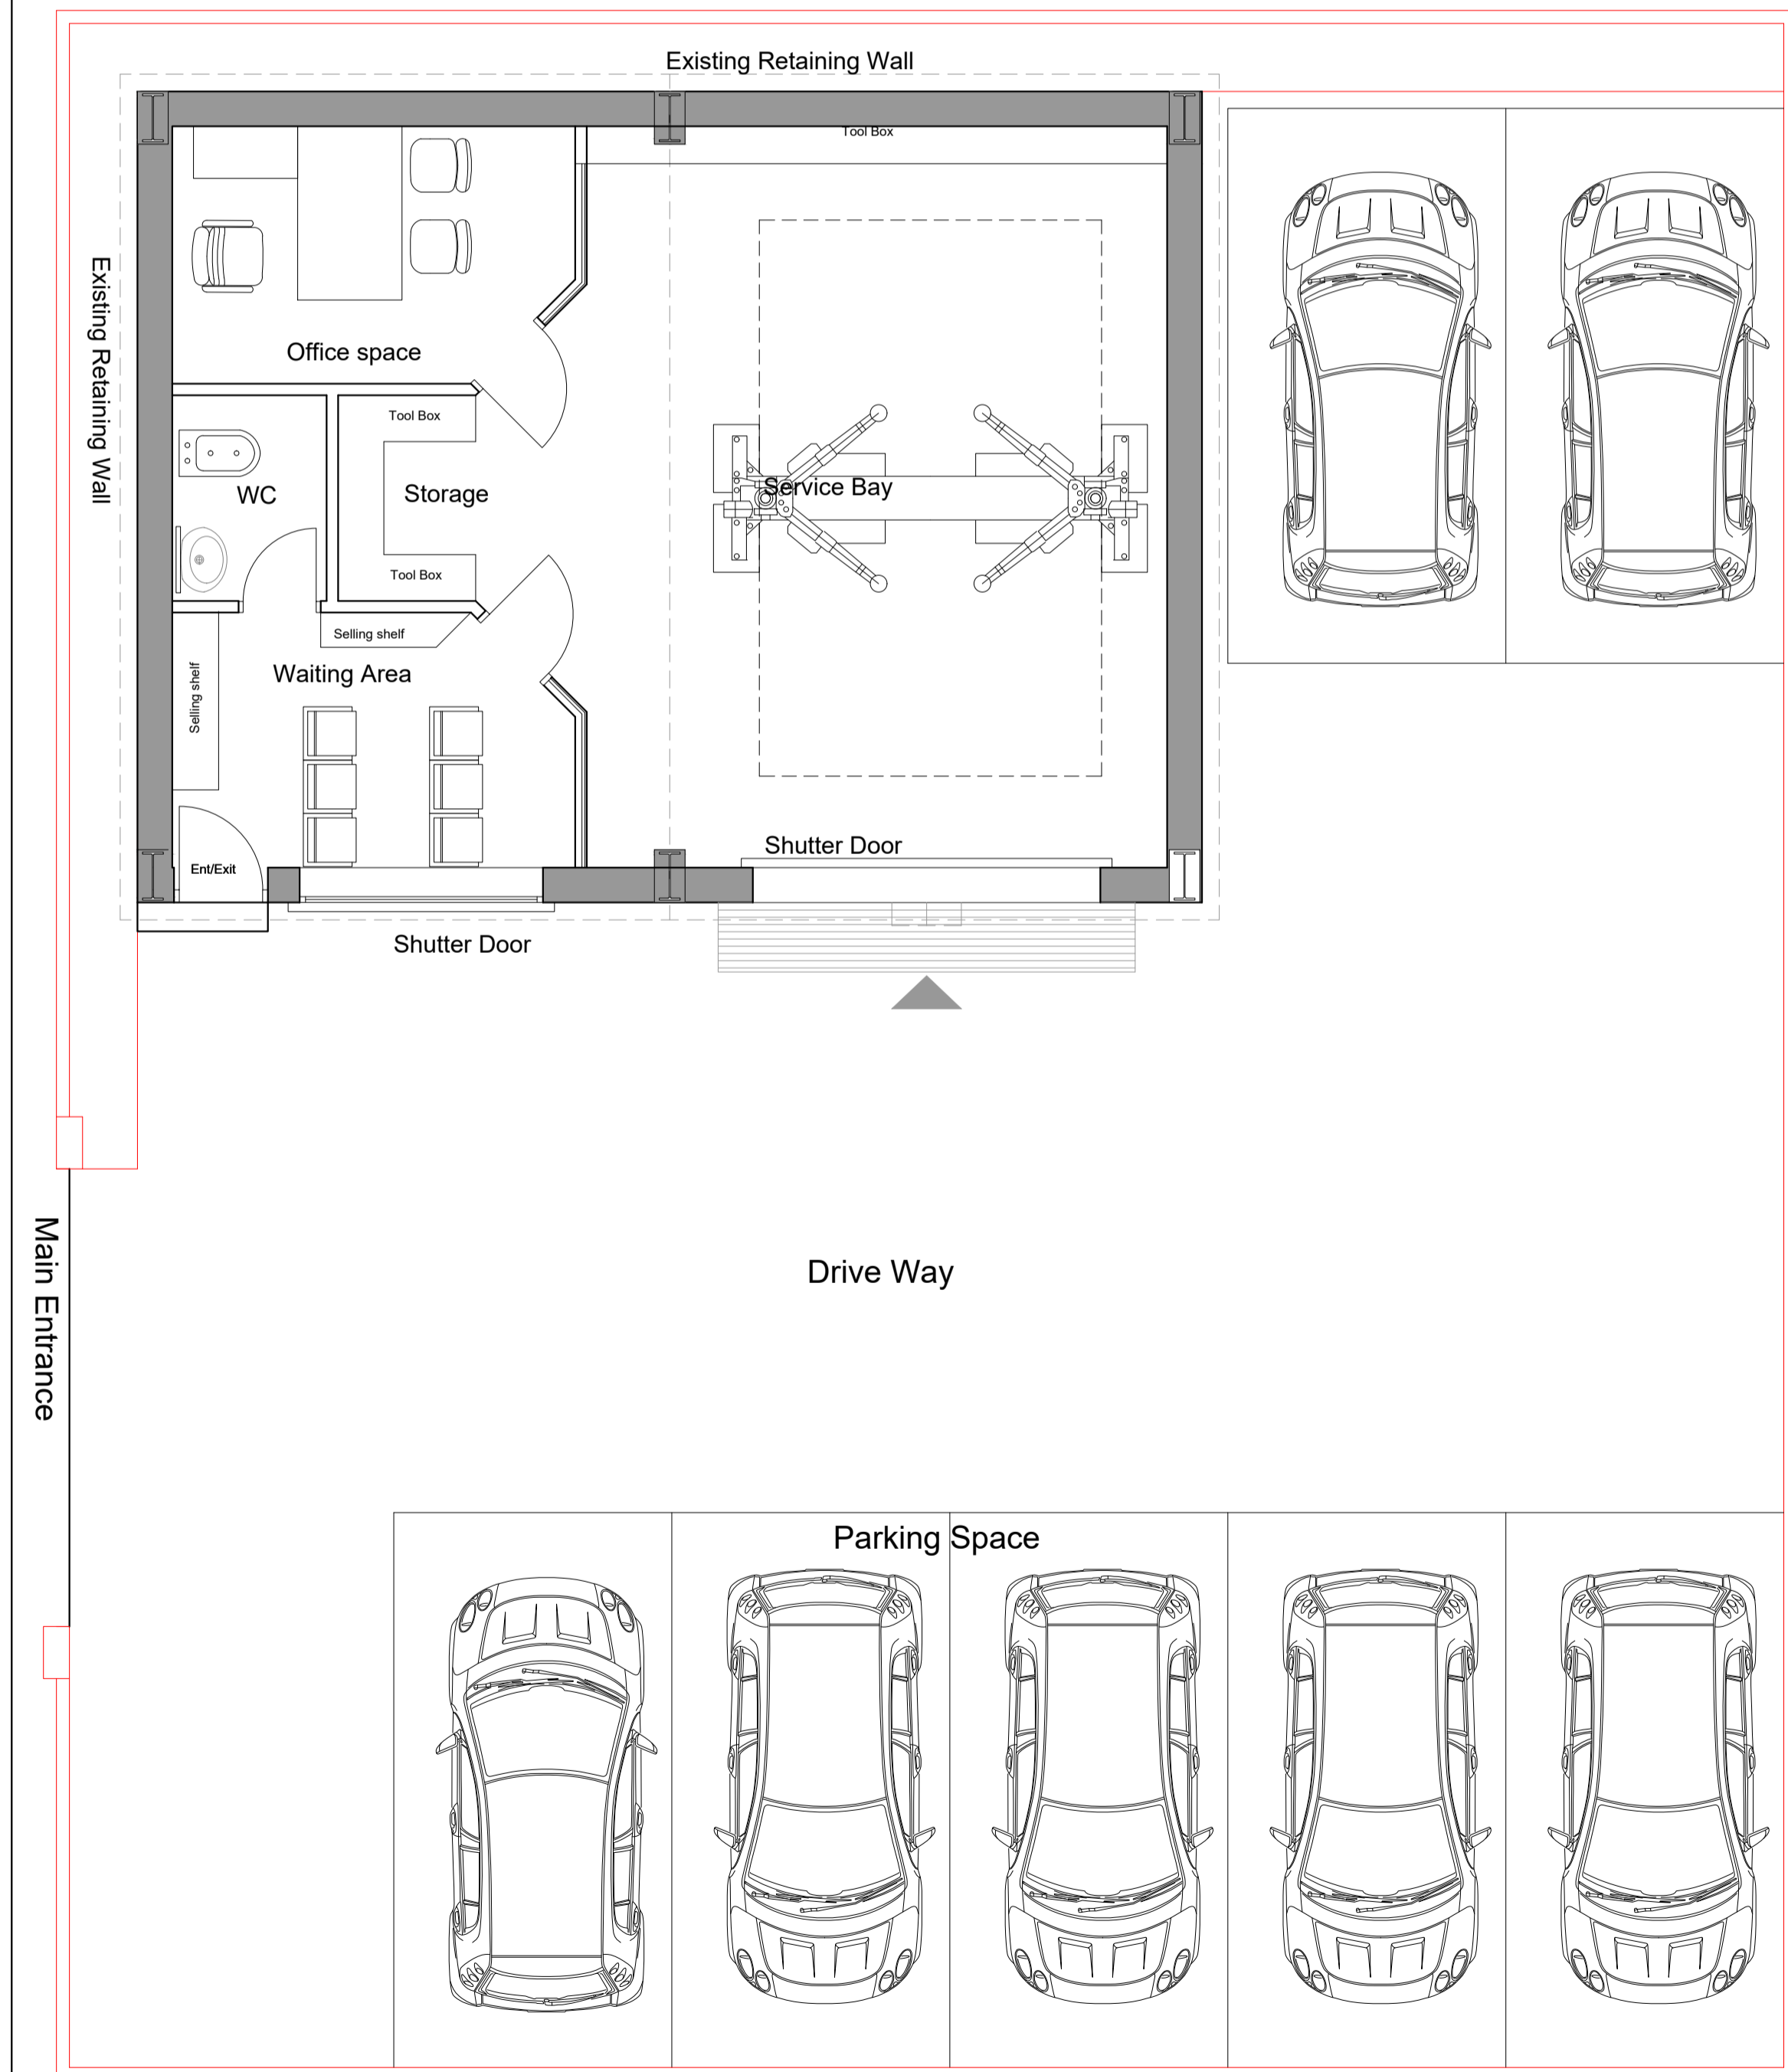 Existing Retaining Wall
Tool Box
Existing Retaining Wall
Office space
Tool Box
WC
Storage
Service Bay
Tool Box
Selling shelf
Selling shelf
Waiting Area
Shutter Door
Ent/Exit
Shutter Door
Main Entrance
Drive Way
Parking Space